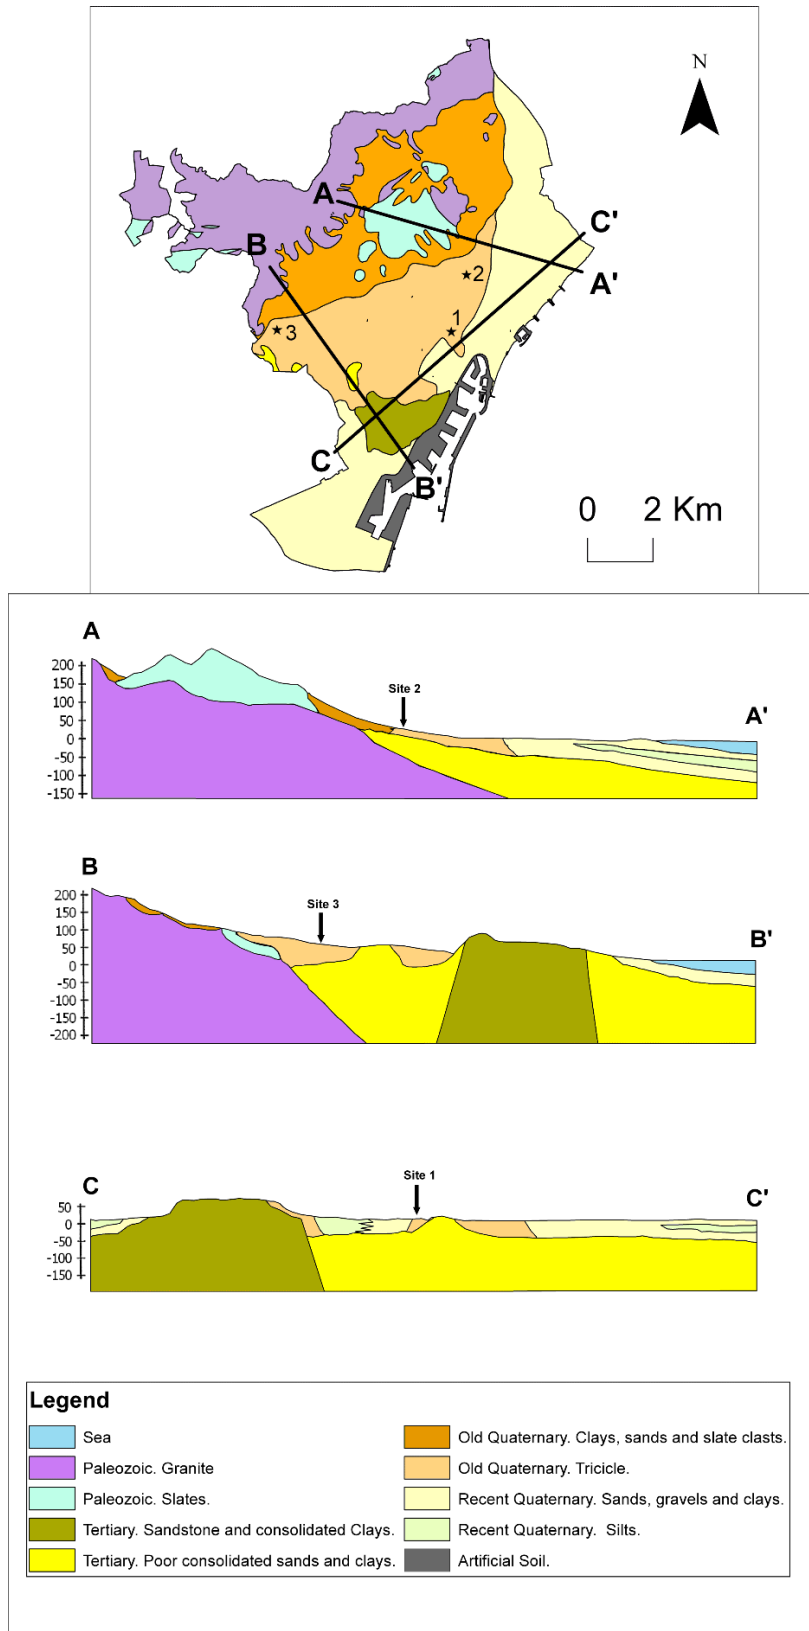 N
A
C'
B
A'
2
1
3
C
B'
0 2 Km
A
200
150
100
50
0
-50
-100
-150
Site 2
A'
B
200
150
100
50
0
-50
-100
-150
-200
Site 3
B'
C
50
0
-50
-100
-150
Site 1
C'
Legend
Sea
Paleozoic. Granite
Paleozoic. Slates.
Tertiary. Sandstone and consolidated Clays.
Tertiary. Poor consolidated sands and clays.
Old Quaternary. Clays, sands and slate clasts.
Old Quaternary. Tricicle.
Recent Quaternary. Sands, gravels and clays.
Recent Quaternary. Silts.
Artificial Soil.